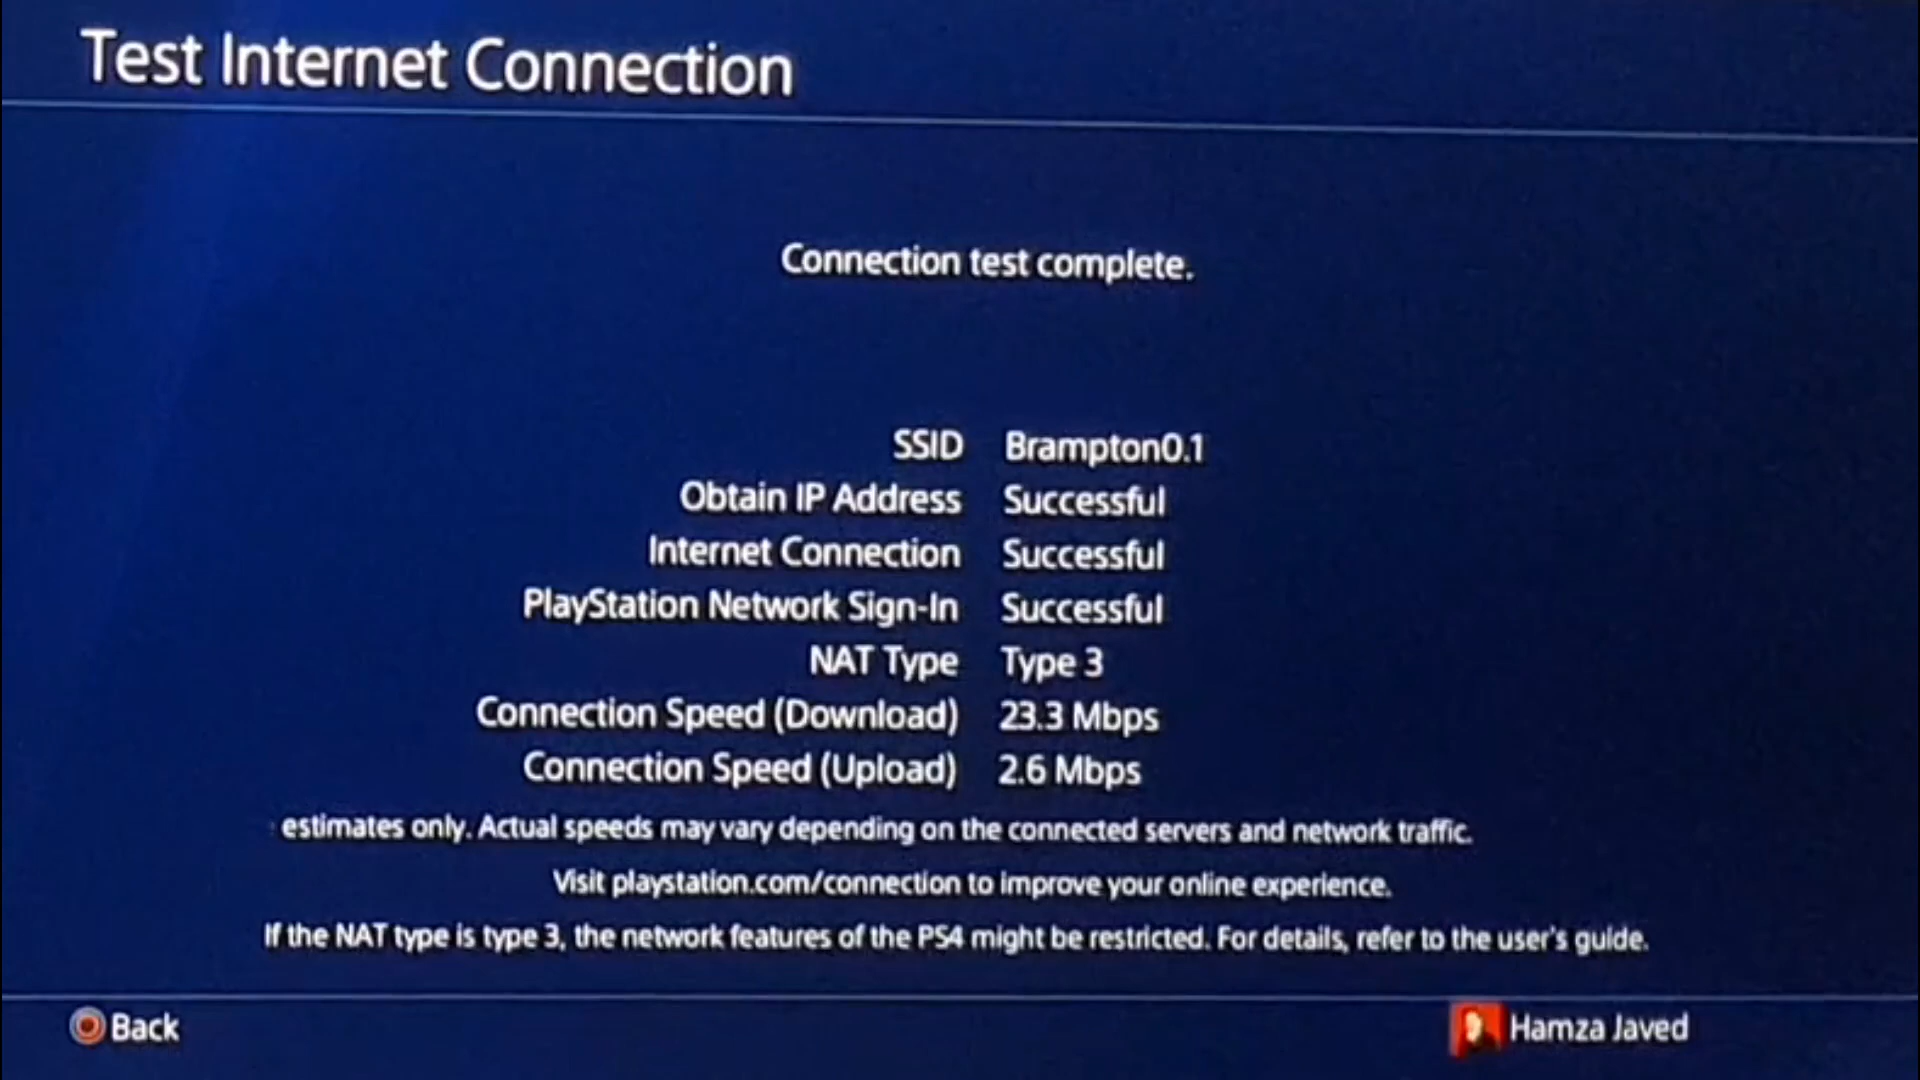 Test Internet Connection
Connection test complete.
SSID Brampton0.1
Obtain IP Address Successful
Internet Connection Successful
PlayStation Network Sign-In Successful
NAT Type Type 3
Connection Speed (Download) 23.3 Mbps
Connection Speed (Upload) 2.6 Mbps
estimates only. Actual speeds may vary depending on the connected servers and network traffic.
Visit playstation.com/connection to improve your online experience.
If the NAT type is type 3, the network features of the PS4 might be restricted. For details, refer to the user's guide.
Back Hamza Javed